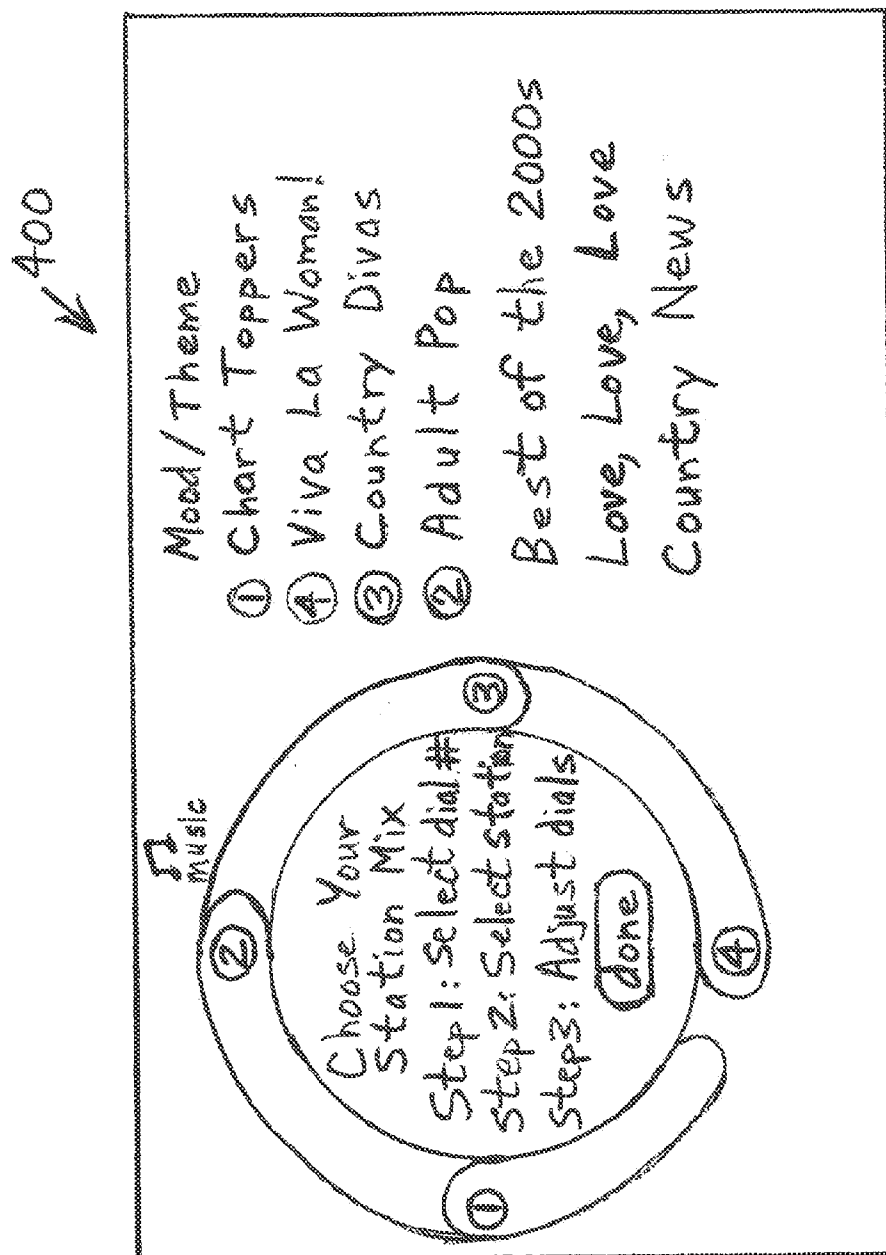 400
music
②
Choose Your
Station Mix
Step 1: Select dial #
Step 2: Select station
Step 3: Adjust dials
done
①
③
④
Mood/Theme
① Chart Toppers
④ Viva La Woman!
③ Country Divas
② Adult Pop
Best of the 2000s
Love, Love, Love
Country News